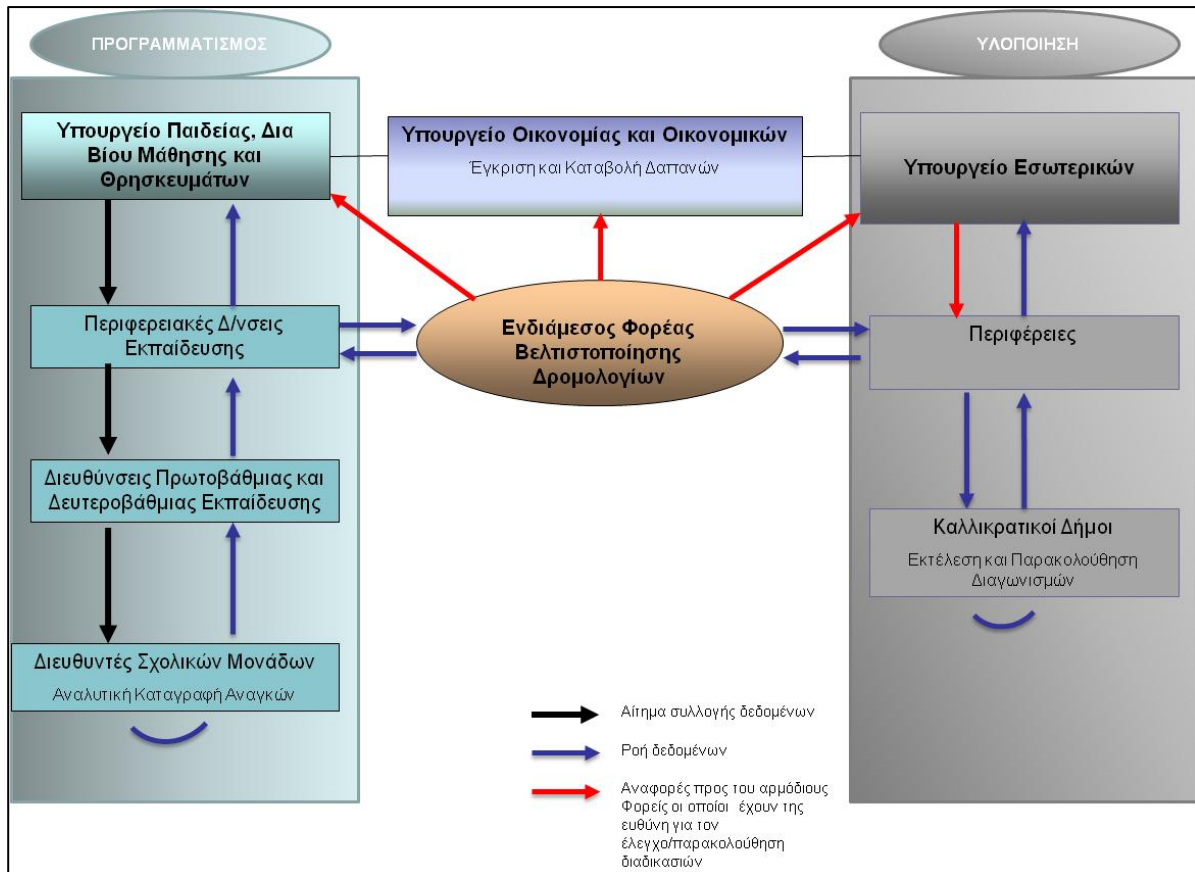 ΠΡΟΓΡΑΜΜΑΤΙΣΜΟΣ
Υπουργείο Παιδείας, Δια
Βίου Μάθησης και
Θρησκευμάτων
Περιφερειακές Δ/νσεις
Εκπαίδευσης
Διευθύνσεις Πρωτοβάθμιας και
Δευτεροβάθμιας Εκπαίδευσης
Διευθυντές Σχολικών Μονάδων
Αναλυτική Καταγραφή Αναγκών
Υπουργείο Οικονομίας και Οικονομικών
Έγκριση και Καταβολή Δαπανών
Ενδιάμεσος Φορέας
Βελτιστοποίησης
Δρομολογίων
ΥΛΟΠΟΙΗΣΗ
Υπουργείο Εσωτερικών
Περιφέρειες
Καλλικρατικοί Δήμοι
Εκτέλεση και Παρακολούθηση
Διαγωνισμών
Αίτημα συλλογής δεδομένων
Ροή δεδομένων
Αναφορές προς του αρμόδιους
Φορείς οι οποίοι έχουν της
ευθύνη για τον
έλεγχο/παρακολούθηση
διαδικασιών